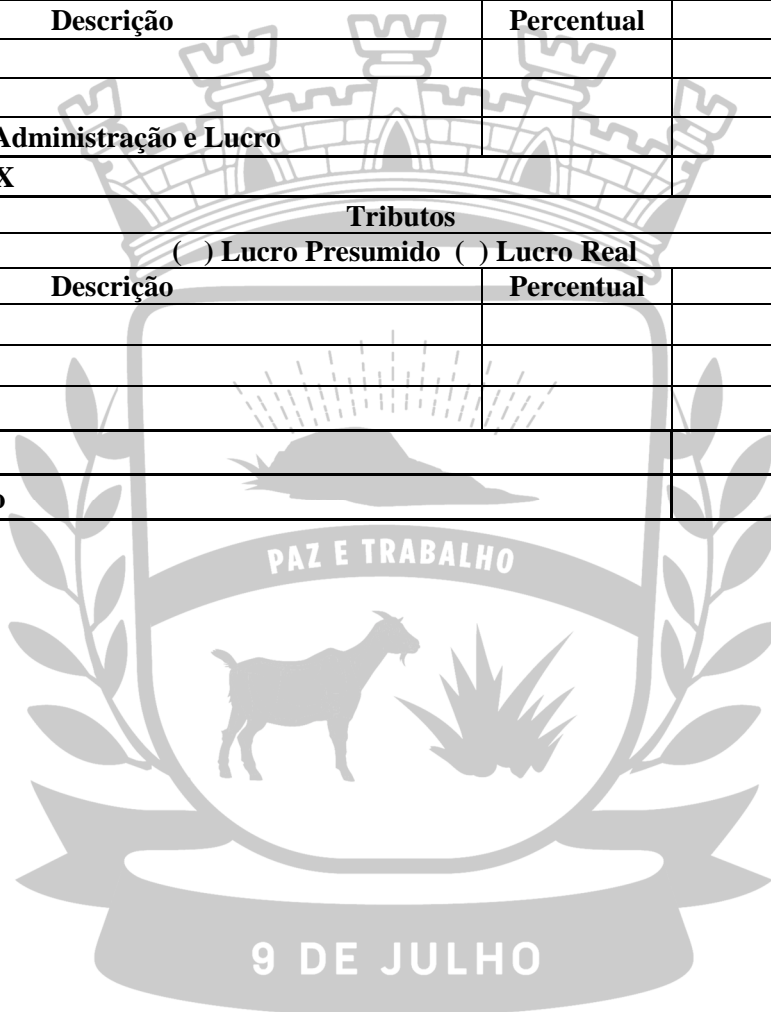 Descrição Percentual
Administração e Lucro
X
Tributos
( ) Lucro Presumido ( ) Lucro Real
Descrição Percentual
o
PAZ E TRABALHO
9 DE JULHO